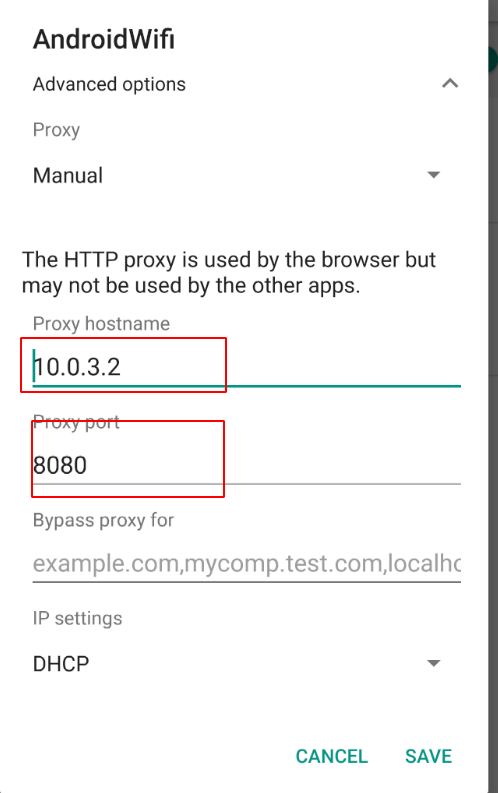 AndroidWifi
Advanced options
Proxy
Manual
The HTTP proxy is used by the browser but
may not be used by the other apps.
Proxy hostname
10.0.3.2
Proxy port
8080
Bypass proxy for
example.com,mycomp.test.com,localho
IP settings
DHCP
CANCEL SAVE